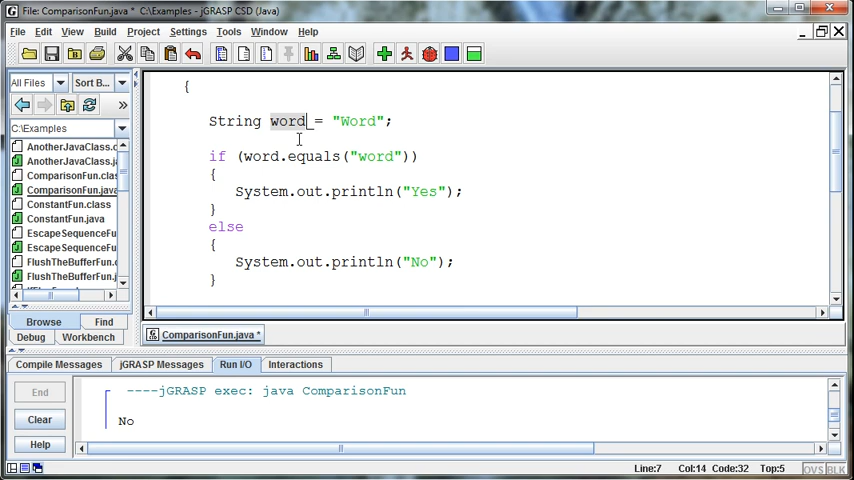 File: ComparisonFun.java * C:\Examples - jGRASP CSD (Java)
File Edit View Build Project Settings Tools Window Help
All Files Sort B...
C:\Examples
AnotherJavaClass.c
AnotherJavaClass.j
ComparisonFun.clas
ComparisonFun.java
ConstantFun.class
ConstantFun.java
EscapeSequenceFu
EscapeSequenceFu
FlushTheBufferFun.c
FlushTheBufferFun.j
Browse Find
Debug Workbench
{
String word = "Word";
if (word.equals("word"))
{
System.out.println("Yes");
}
else
{
System.out.println("No");
}
ComparisonFun.java *
Compile Messages jGRASP Messages Run I/O Interactions
End
Clear
Help
----jGRASP exec: java ComparisonFun
No
Line:7 Col:14 Code:32 Top:5 OVS BLK